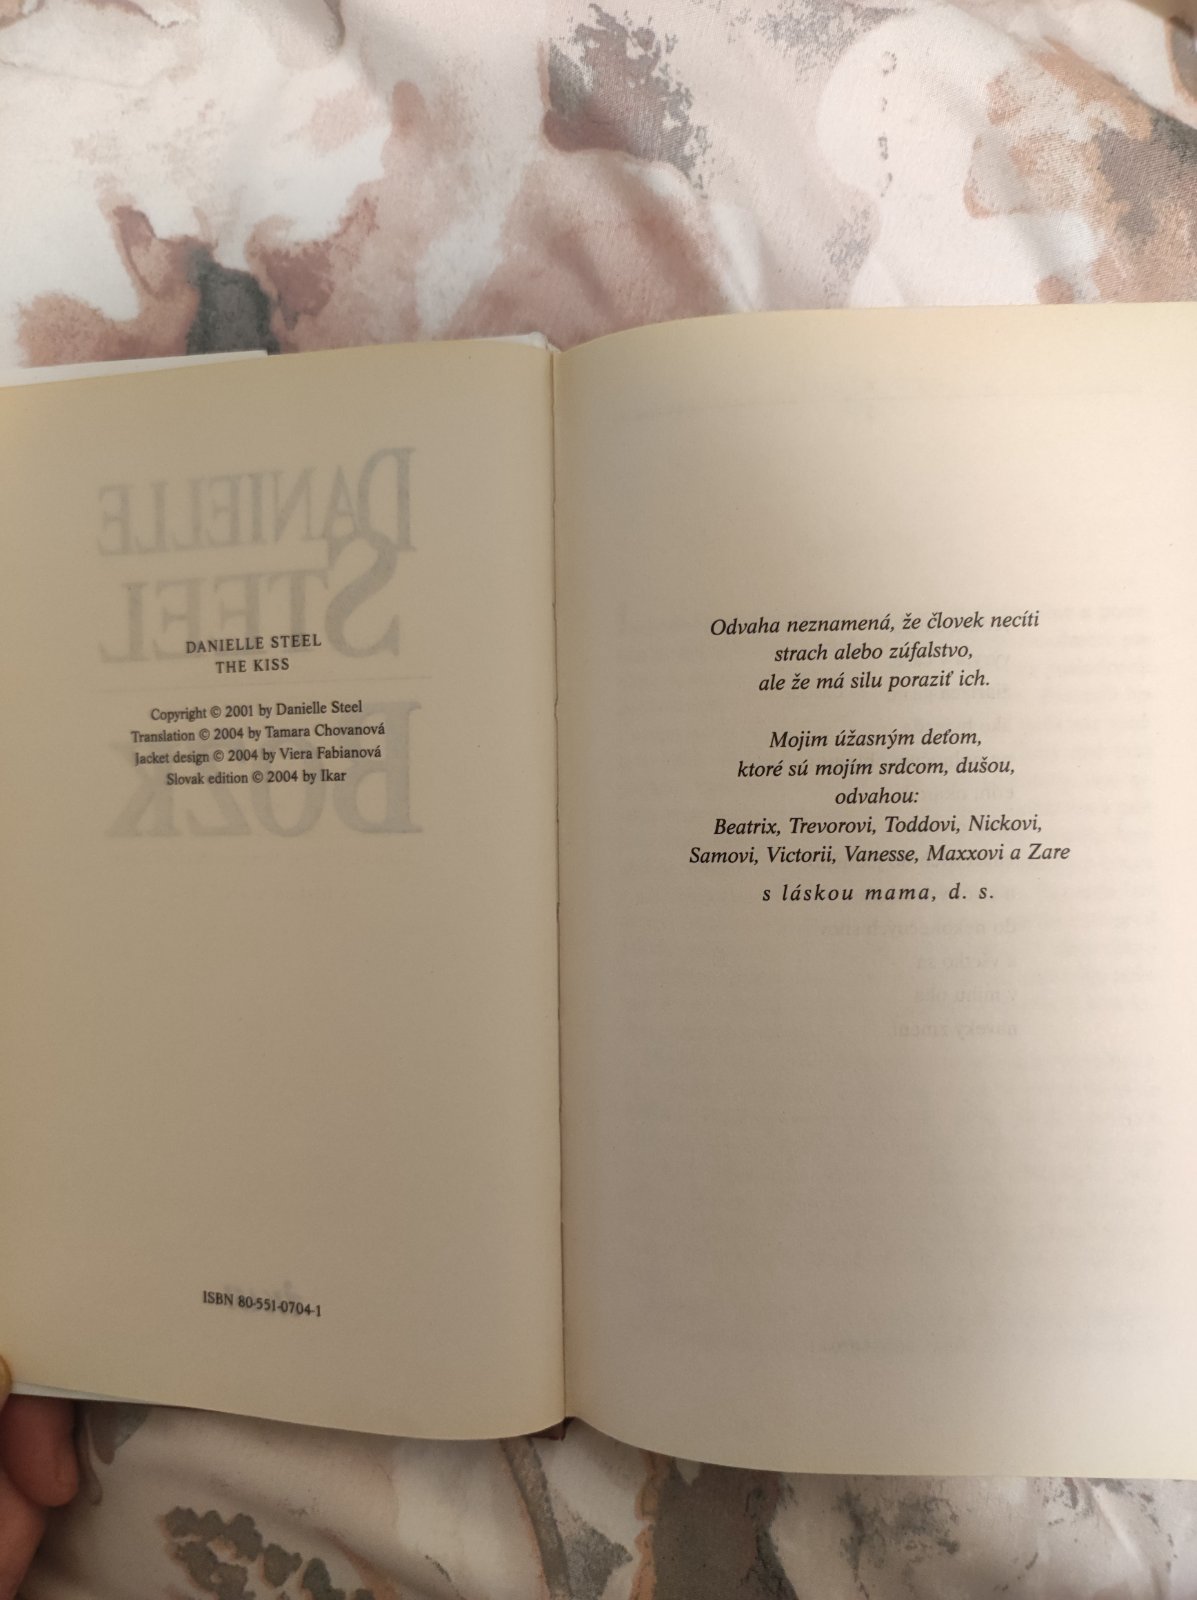 DANIELLE STEEL
THE KISS
Copyright © 2001 by Danielle Steel
Translation © 2004 by Tamara Chovanová
Jacket design © 2004 by Viera Fabianová
Slovak edition © 2004 by Ikar
ISBN 80-551-0704-1
DANIELLE
STEEL
BOZK
Odvaha neznamená, že človek necíti
strach alebo zúfalstvo,
ale že má silu poraziť ich.
Mojim úžasným deťom,
ktoré sú mojím srdcom, dušou,
odvahou:
Beatrix, Trevorovi, Toddovi, Nickovi,
Samovi, Victorii, Vanesse, Maxxovi a Zare
s láskou mama, d. s.